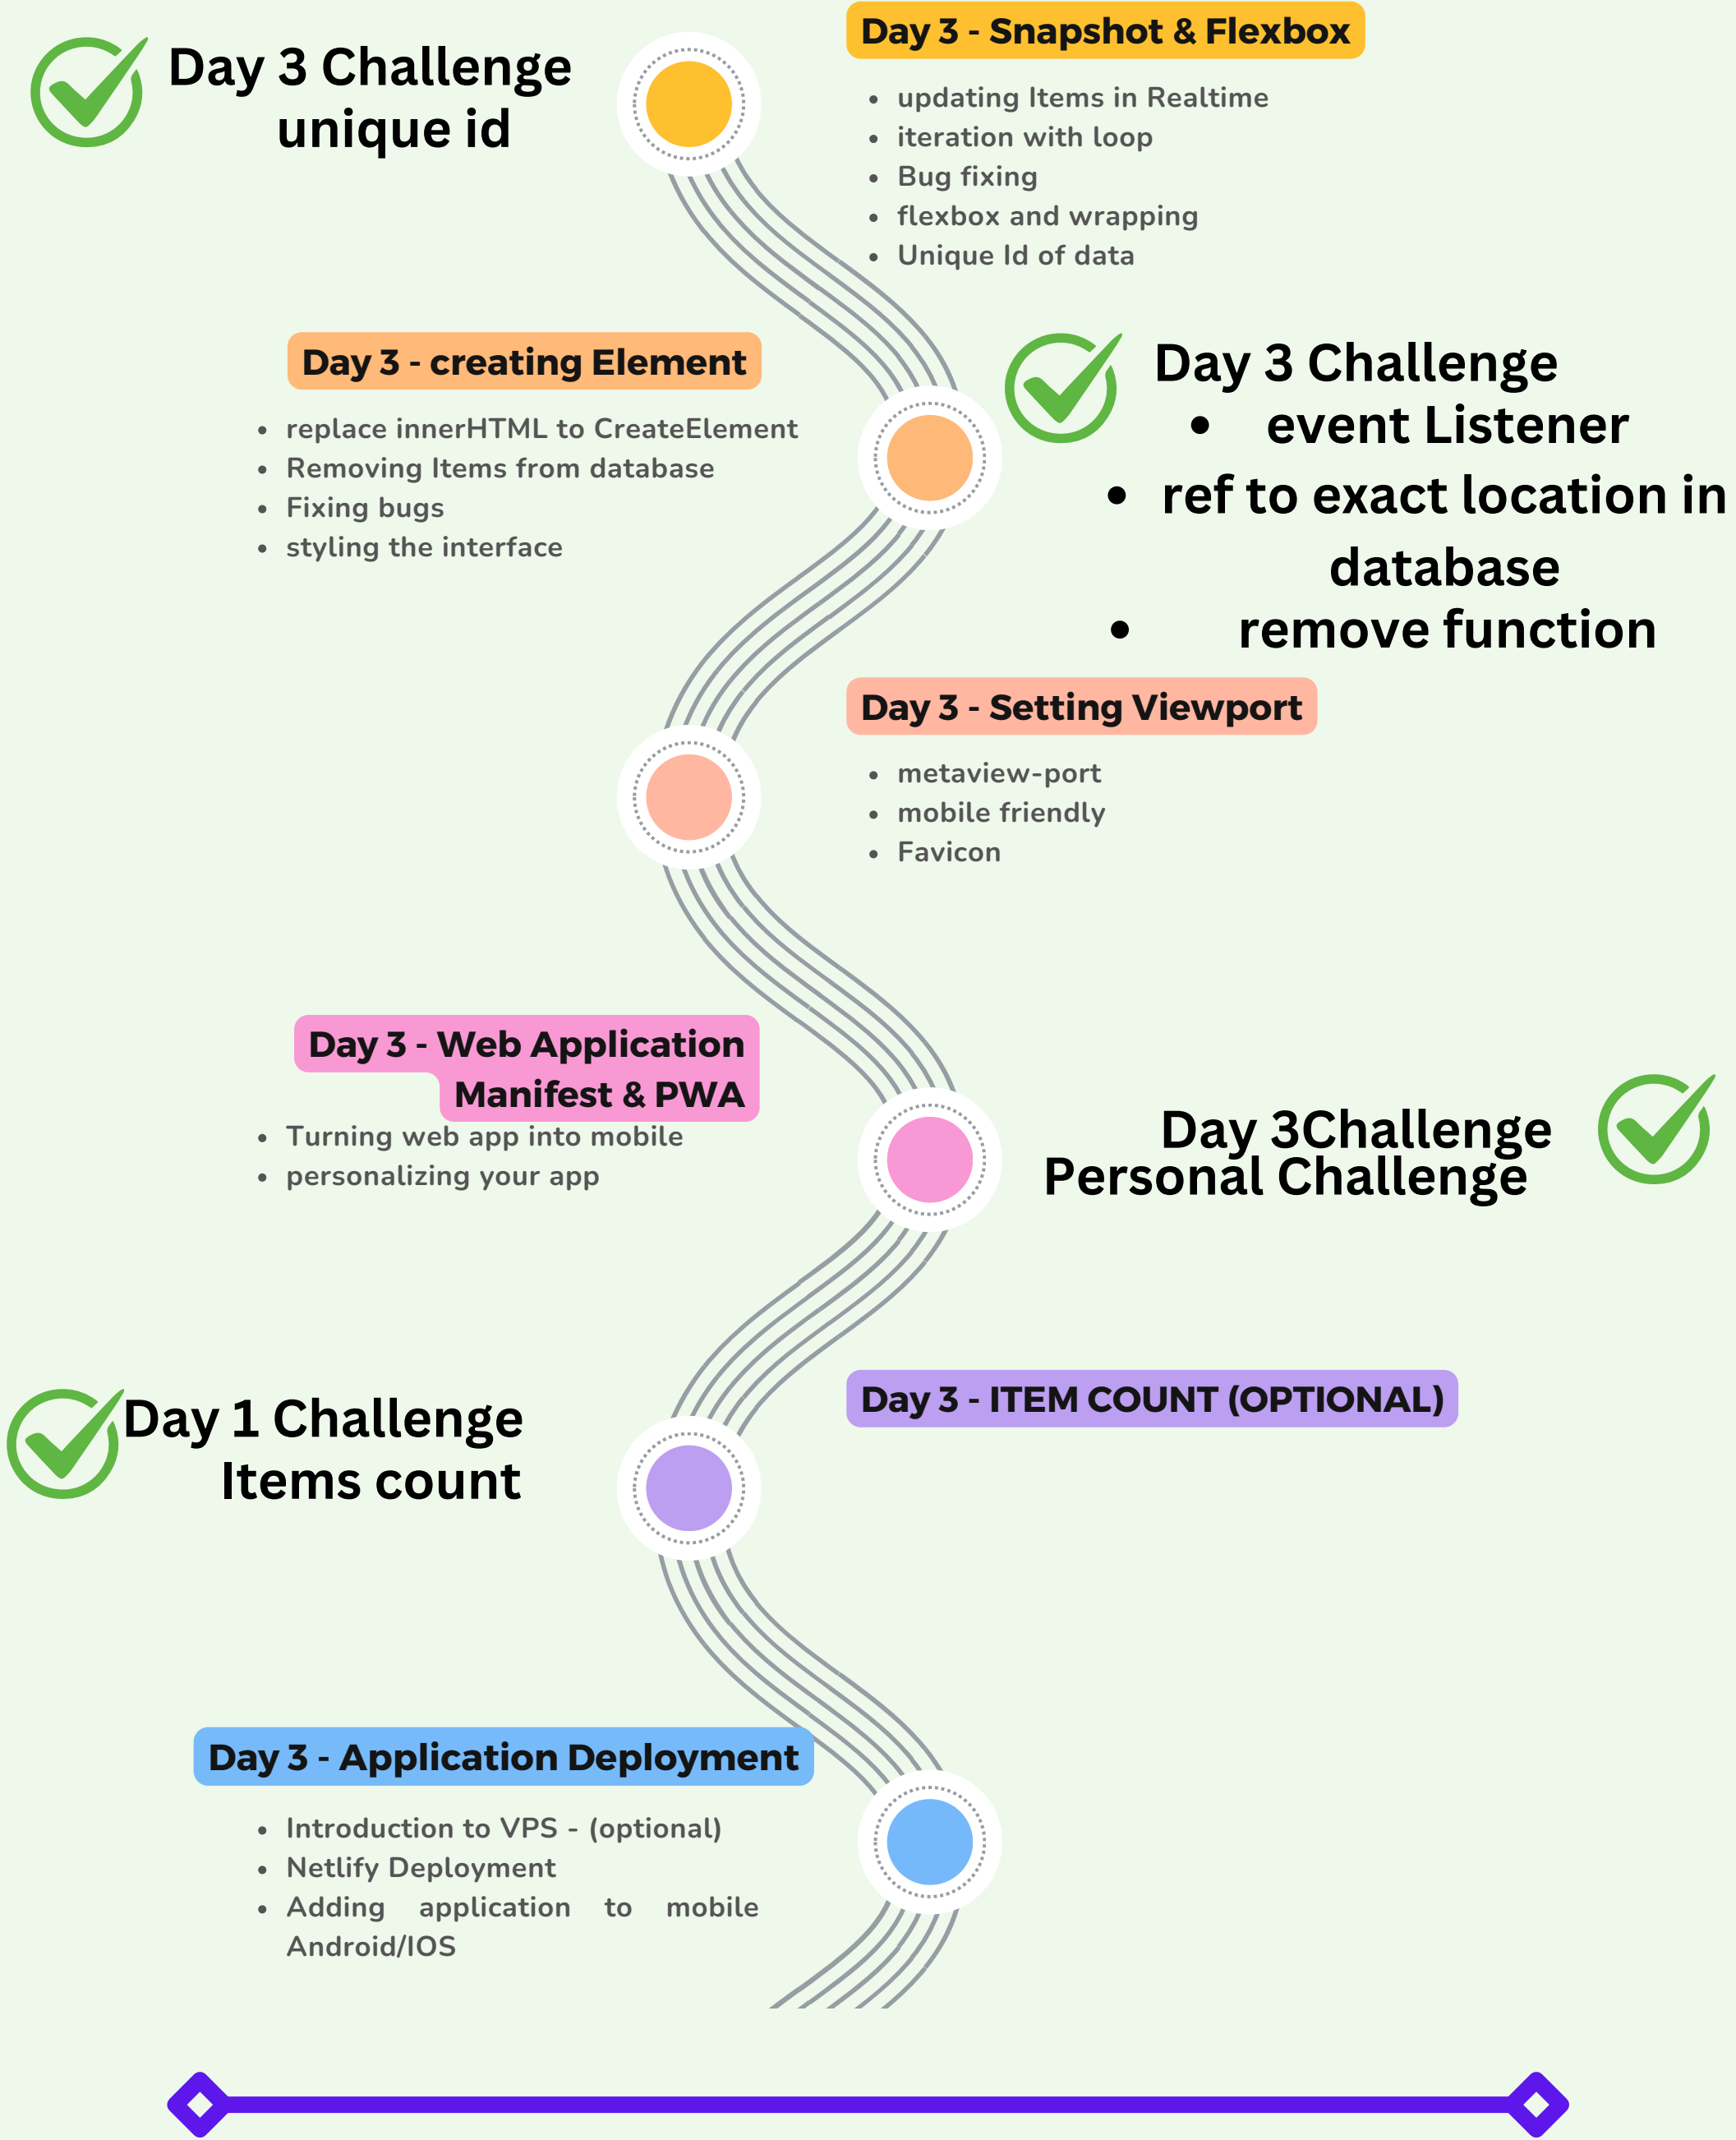 Day 3 Challenge
unique id
Day 3 - Snapshot & Flexbox
• updating Items in Realtime
• iteration with loop
• Bug fixing
• flexbox and wrapping
• Unique Id of data
Day 3 - creating Element
• replace innerHTML to CreateElement
• Removing Items from database
• Fixing bugs
• styling the interface
Day 3 Challenge
• event Listener
• ref to exact location in
database
• remove function
Day 3 - Setting Viewport
• metaview-port
• mobile friendly
• Favicon
Day 3 - Web Application
Manifest & PWA
• Turning web app into mobile
• personalizing your app
Day 3Challenge
Personal Challenge
Day 1 Challenge
Items count
Day 3 - ITEM COUNT (OPTIONAL)
Day 3 - Application Deployment
• Introduction to VPS - (optional)
• Netlify Deployment
• Adding application to mobile
Android/IOS